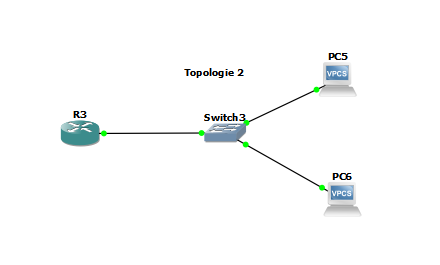 PC5
Topologie 2
VPCS
R3
Switch3
PC6
VPCS